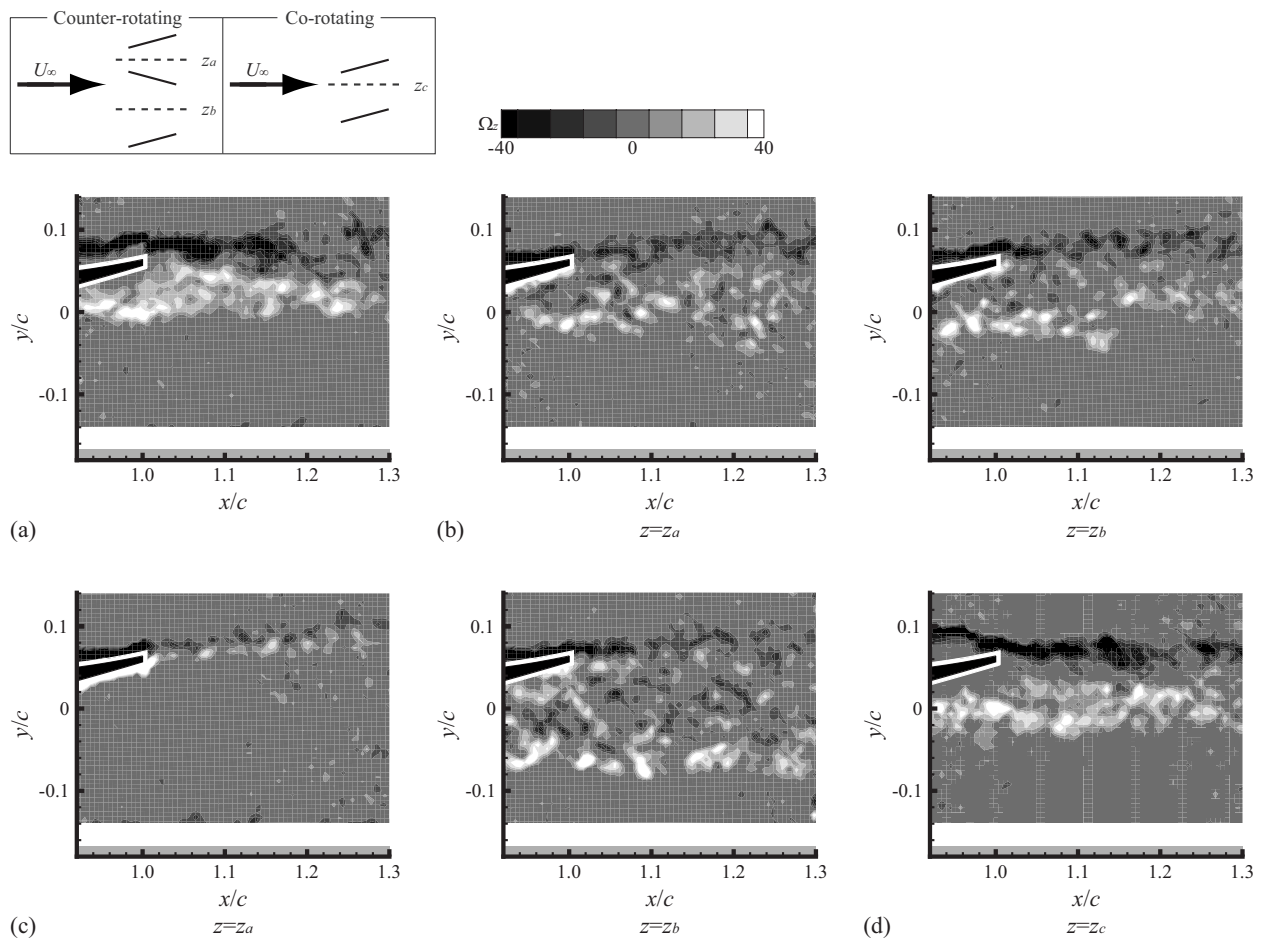 Counter-rotating Co-rotating
U∞ za zb U∞ zc
Ωz
-40 0 40
y/c 0.1 0 -0.1
1.0 1.1 1.2 1.3
x/c
y/c 0.1 0 -0.1
1.0 1.1 1.2 1.3
x/c
y/c 0.1 0 -0.1
1.0 1.1 1.2 1.3
x/c
(a) (b) z=za z=zb
y/c 0.1 0 -0.1
1.0 1.1 1.2 1.3
x/c
y/c 0.1 0 -0.1
1.0 1.1 1.2 1.3
x/c
y/c 0.1 0 -0.1
1.0 1.1 1.2 1.3
x/c
(c) z=za z=zb (d) z=zc